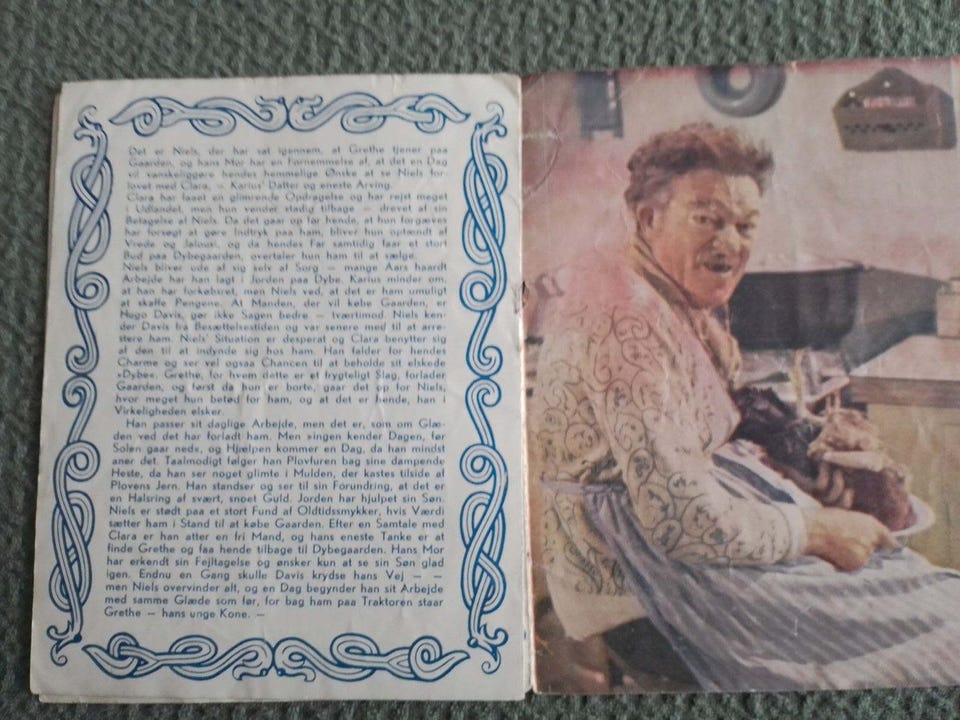 Det er Niels, der har sat igennem, at Grethe tjener paa
Gaarden, og hans Mor har en Fornemmelse af, at det en Dag
vil vanskeliggøre hendes hemmelige Ønske at se Niels for-
lovet med Clara, — Karius' Datter og eneste Arving.
Clara har faaet en glimrende Opdragelse og har rejst meget
i Udlandet, men hun vender stadig tilbage — drevet af sin
Betagelse af Niels. Da det gaar op for hende, at hun forgæves
har forsøgt at gøre Indtryk paa ham, bliver hun optændt af
Vrede og Jalousi, og da hendes Far samtidig faar et stort
Bud paa Dybegaarden, overtaler hun ham til at sælge.
Niels bliver ude af sig selv af Sorg — mange Aars haardt
Arbejde har han lagt i Jorden paa Dybe. Karius minder om,
at han har forkøbsret, men Niels ved, at det er ham umuligt
at skaffe Pengene. At Manden, der vil købe Gaarden, er
Hugo Davis, gør ikke Sagen bedre — tværtimod. Niels ken-
der Davis fra Besættelsestiden og var senere med til at arre-
stere ham. Niels' Situation er desperat og Clara benytter sig
af den til at indynde sig hos ham. Han falder for hendes
Charme og ser vel ogsaa Chancen til at beholde sit elskede
»Dybe«. Grethe, for hvem dette er et frygteligt Slag, forlader
Gaarden, og først da hun er borte, gaar det op for Niels,
hvor meget hun betød for ham, og at det er hende, han i
Virkeligheden elsker.
Han passer sit daglige Arbejde, men det er, som om Glæ-
den ved det har forladt ham. Men »ingen kender Dagen, før
Solen gaar ned«, og Hjælpen kommer en Dag, da han mindst
aner det. Taalmodigt følger han Plovfuren bag sine dampende
Heste, da han ser noget glimte i Mulden, der kastes tilside af
Plovens Jern. Han standser og ser til sin Forundring, at det er
en Halsring af svært, snoet Guld. Jorden har hjulpet sin Søn.
Niels er stødt paa et stort Fund af Oldtidssmykker, hvis Værdi
sætter ham i Stand til at købe Gaarden. Efter en Samtale med
Clara er han atter en fri Mand, og hans eneste Tanke er at
finde Grethe og faa hende tilbage til Dybegaarden. Hans Mor
har erkendt sin Fejltagelse og ønsker kun at se sin Søn glad
igen. Endnu en Gang skulle Davis krydse hans Vej — —
men Niels overvinder alt, og en Dag begynder han sit Arbejde
med samme Glæde som før, for bag ham paa Traktoren staar
Grethe — hans unge Kone. —